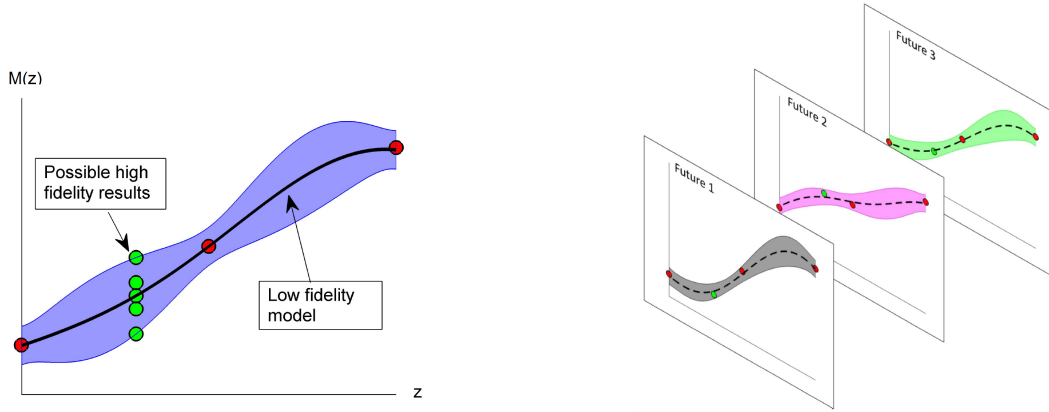 M(z)
Possible high
fidelity results
Low fidelity
model
z
Future 1
Future 2
Future 3